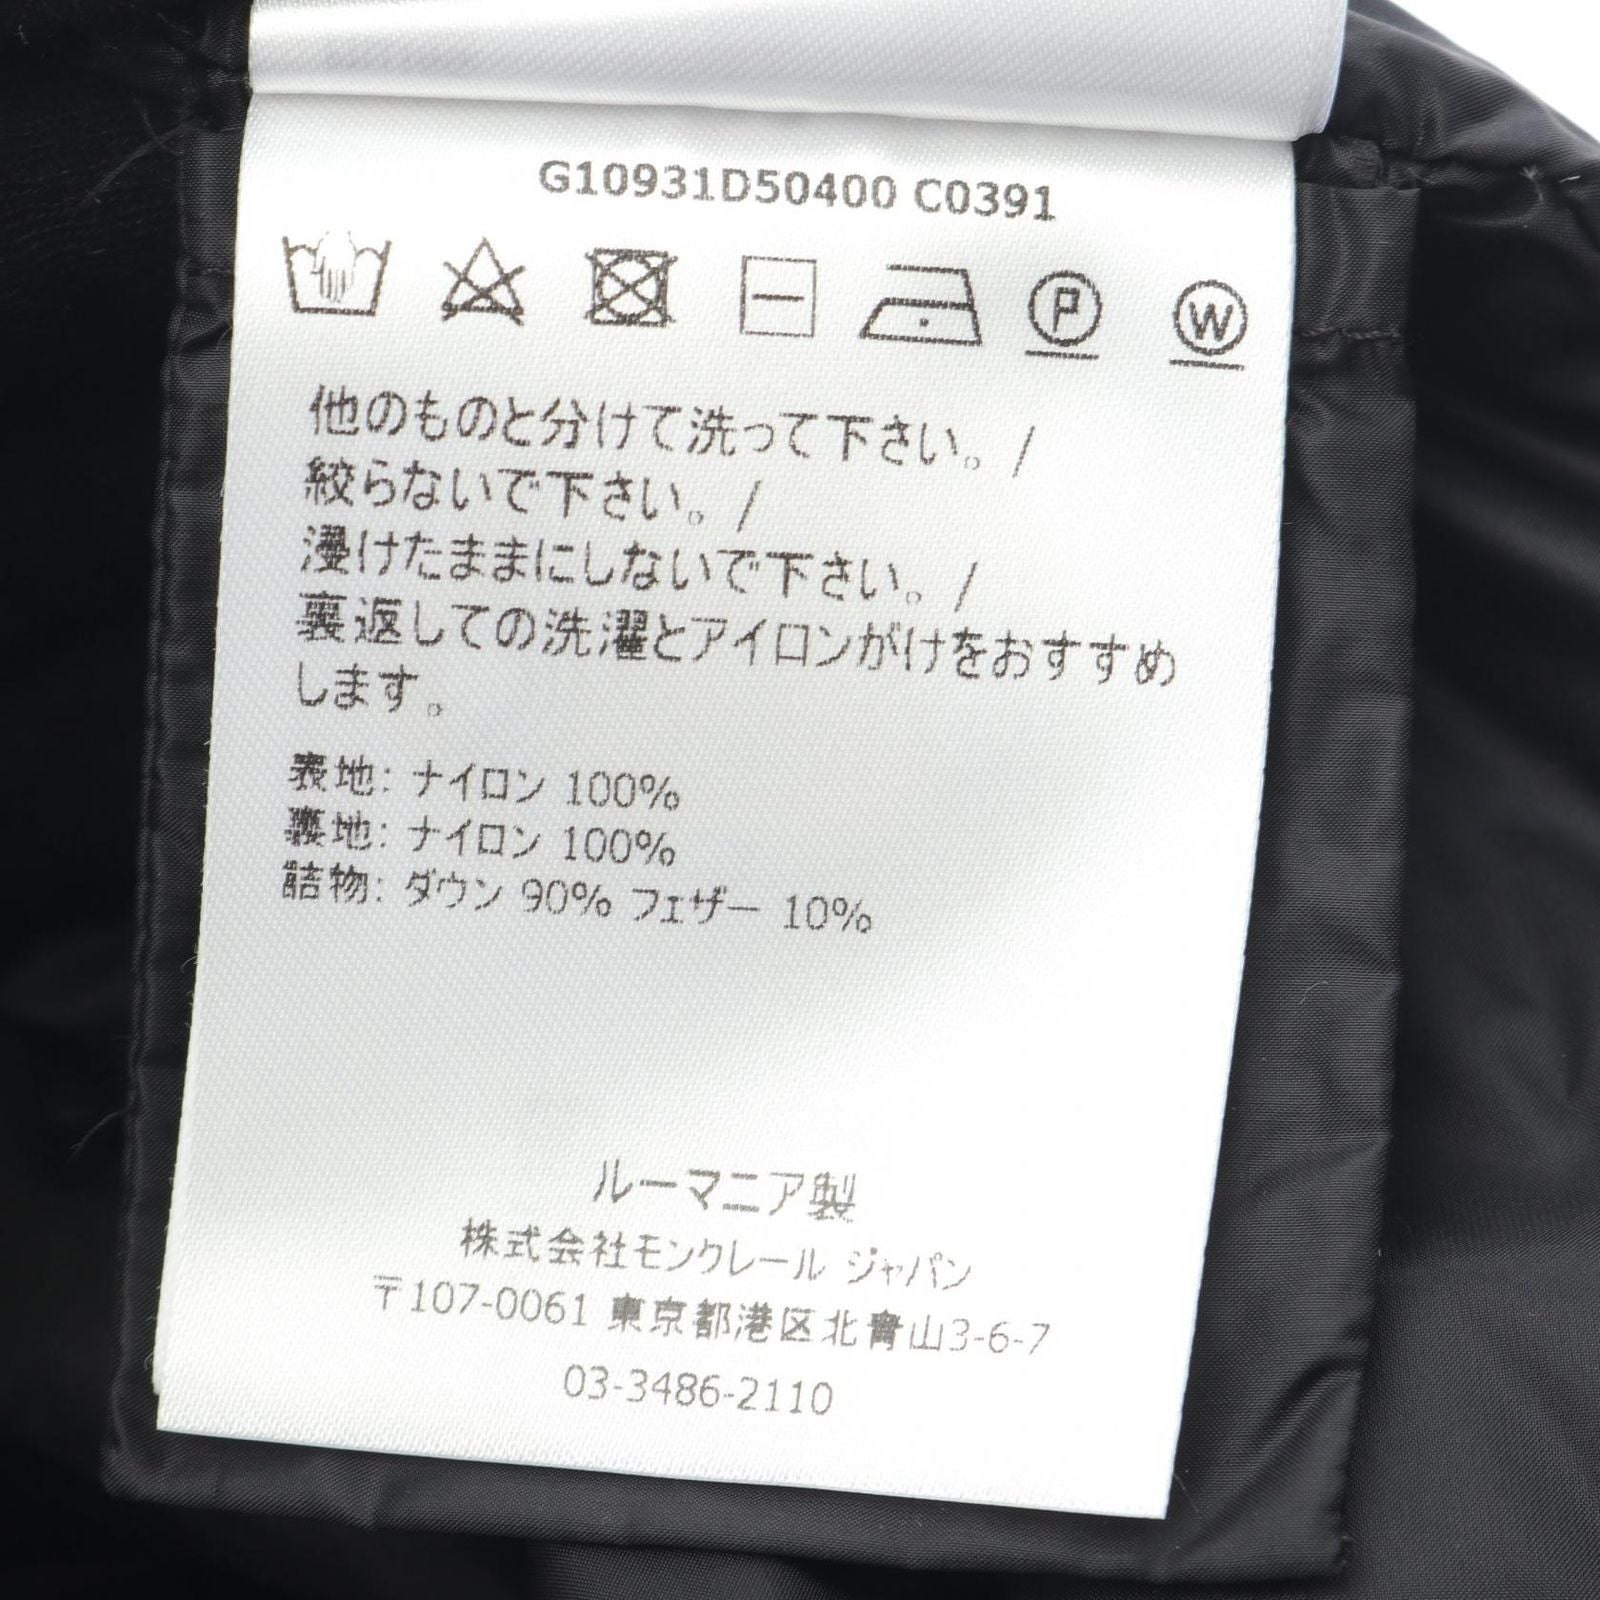 G10931D50400 C0391
P
W
他のものと分けて洗って下さい。/
絞らないで下さい。/
浸けたままにしないで下さい。/
裏返しての洗濯とアイロンがけをおすすめ
します。
表地: ナイロン 100%
裏地: ナイロン 100%
詰物: ダウン 90% フェザー 10%
ルーマニア製
株式会社モンクレール ジャパン
〒107-0061 東京都港区北青山3-6-7
03-3486-2110